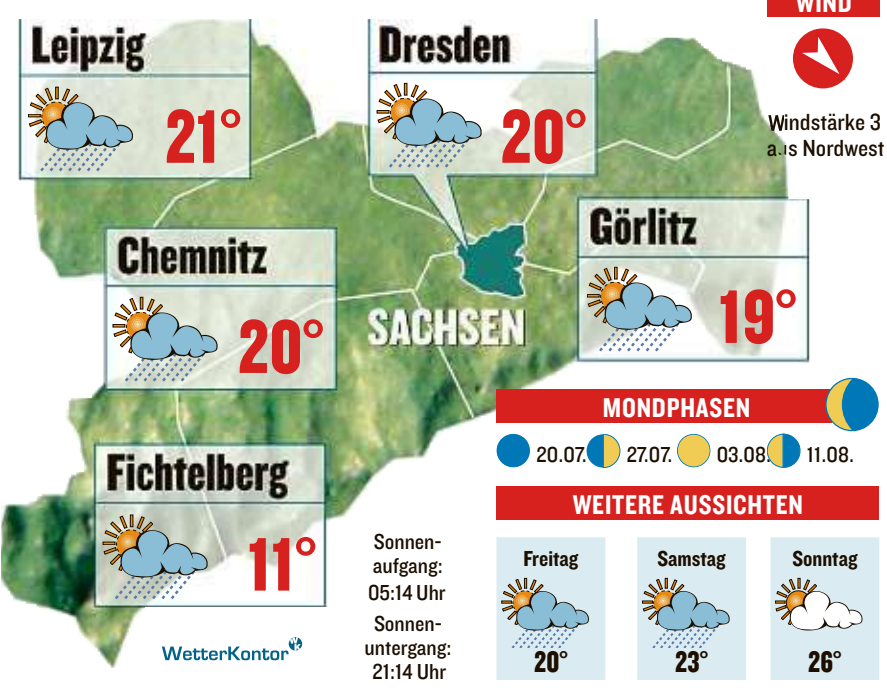 WIND
Windstärke 3
aus Nordwest
Leipzig
21°
Dresden
20°
Chemnitz
20°
Görlitz
19°
SACHSEN
Fichtelberg
11°
WetterKontor
Sonnen-
aufgang:
05:14 Uhr
Sonnen-
untergang:
21:14 Uhr
MONDPHASEN
20.07. 27.07. 03.08. 11.08.
WEITERE AUSSICHTEN
Freitag
20°
Samstag
23°
Sonntag
26°